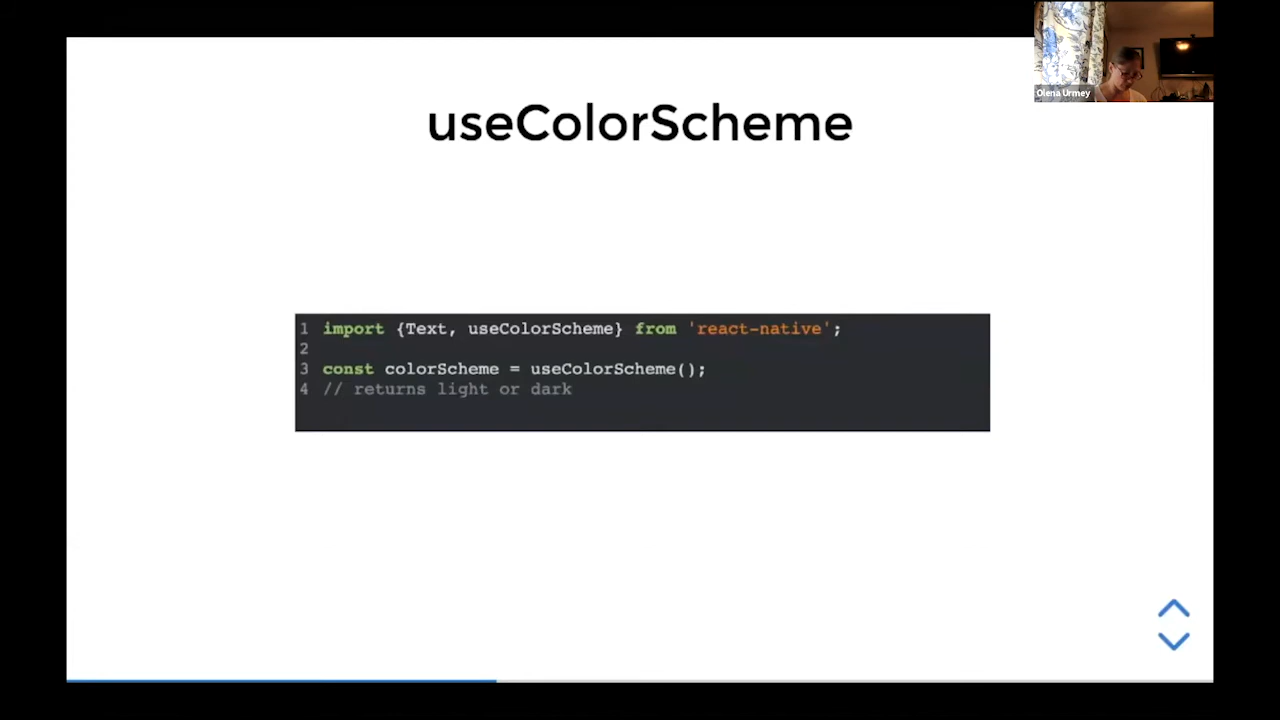 Olena Urmey
useColorScheme
1 import {Text, useColorScheme} from 'react-native';
2
3 const colorScheme = useColorScheme();
4 // returns light or dark